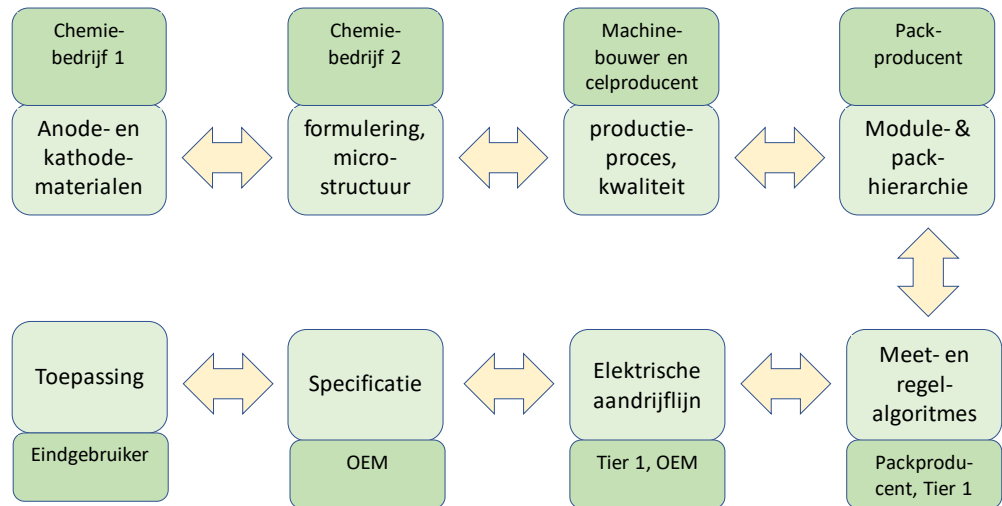 Chemie-
bedrijf 1
Chemie-
bedrijf 2
Machine-
bouwer en
celproducent
Pack-
producent
Anode- en
kathode-
materialen
formulering,
micro-
structuur
productie-
proces,
kwaliteit
Module- &
pack-
hierarchie
Toepassing
Specificatie
Elektrische
aandrijflijn
Meet- en
regel-
algoritmes
Eindgebruiker
OEM
Tier 1, OEM
Packprodu-
cent, Tier 1